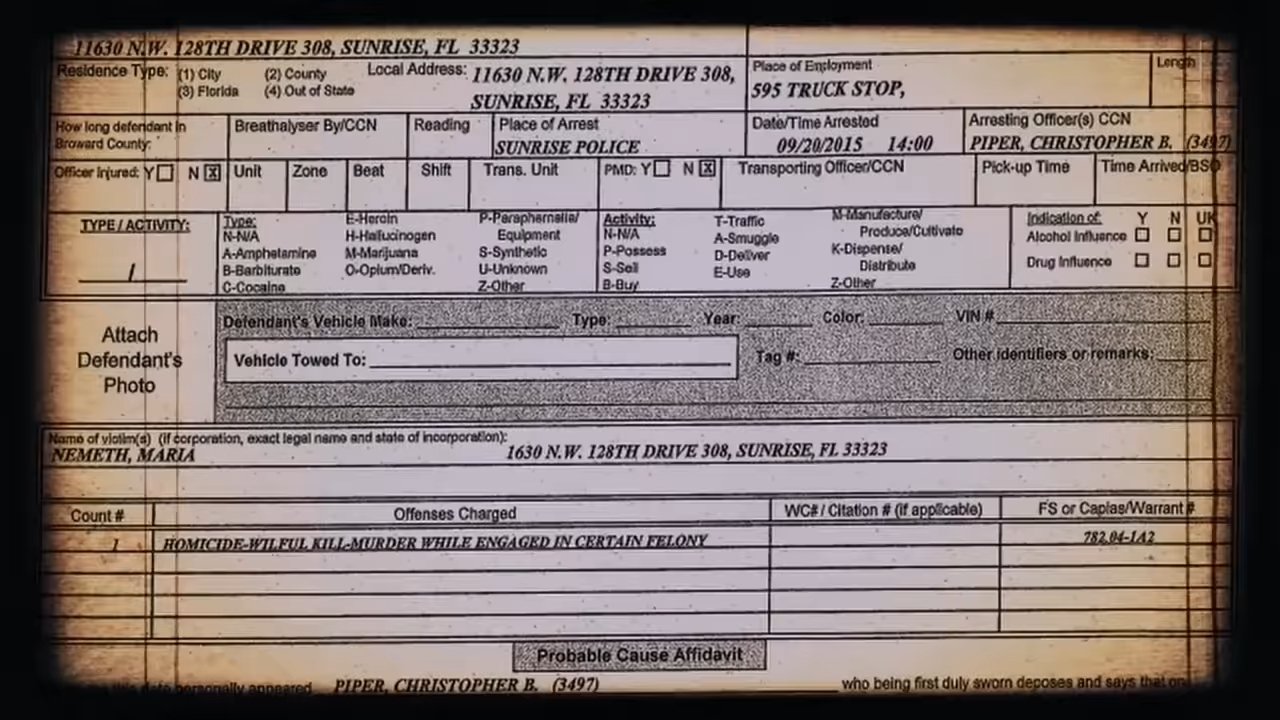 11630 N.W. 128TH DRIVE 308, SUNRISE, FL 33323
Residence Type: (1) City (2) County Local Address: 11630 N.W. 128TH DRIVE 308, Place of Employment Length
(3) Florida (4) Out of State SUNRISE, FL 33323 595 TRUCK STOP,
How long defendant in Breathalyser By/CCN Reading Place of Arrest Date/Time Arrested Arresting Officer(s) CCN
Broward County: SUNRISE POLICE 09/20/2015 14:00 PIPER, CHRISTOPHER B. (3497)
Officer Injured: Y N X Unit Zone Beat Shift Trans. Unit PMD: Y N X Transporting Officer/CCN Pick-up Time Time Arrived/BSO
TYPE / ACTIVITY: Type: E-Heroin P-Paraphernalia/ Activity: T-Traffic M-Manufacture/ Indication of: Y N UK
N-N/A H-Hallucinogen Equipment N-N/A A-Smuggle Produce/Cultivate Alcohol Influence
A-Amphetamine M-Marijuana S-Synthetic P-Possess D-Deliver K-Dispense/
B-Barbiturate O-Opium/Deriv. U-Unknown S-Sell E-Use Distribute Drug Influence
/ C-Cocaine Z-Other B-Buy Z-Other
Attach Defendant's Photo
Defendant's Vehicle Make: Type: Year: Color: VIN #
Vehicle Towed To: Tag #: Other identifiers or remarks:
Name of victim(s) (if corporation, exact legal name and state of incorporation):
NEMETH, MARIA 1630 N.W. 128TH DRIVE 308, SUNRISE, FL 33323
Count # Offenses Charged WC# / Citation # (if applicable) FS or Capias/Warrant #
1 HOMICIDE-WILFUL KILL-MURDER WHILE ENGAGED IN CERTAIN FELONY 782.04-1A2
Probable Cause Affidavit
this date personally appeared PIPER, CHRISTOPHER B. (3497) who being first duly sworn deposes and says that on